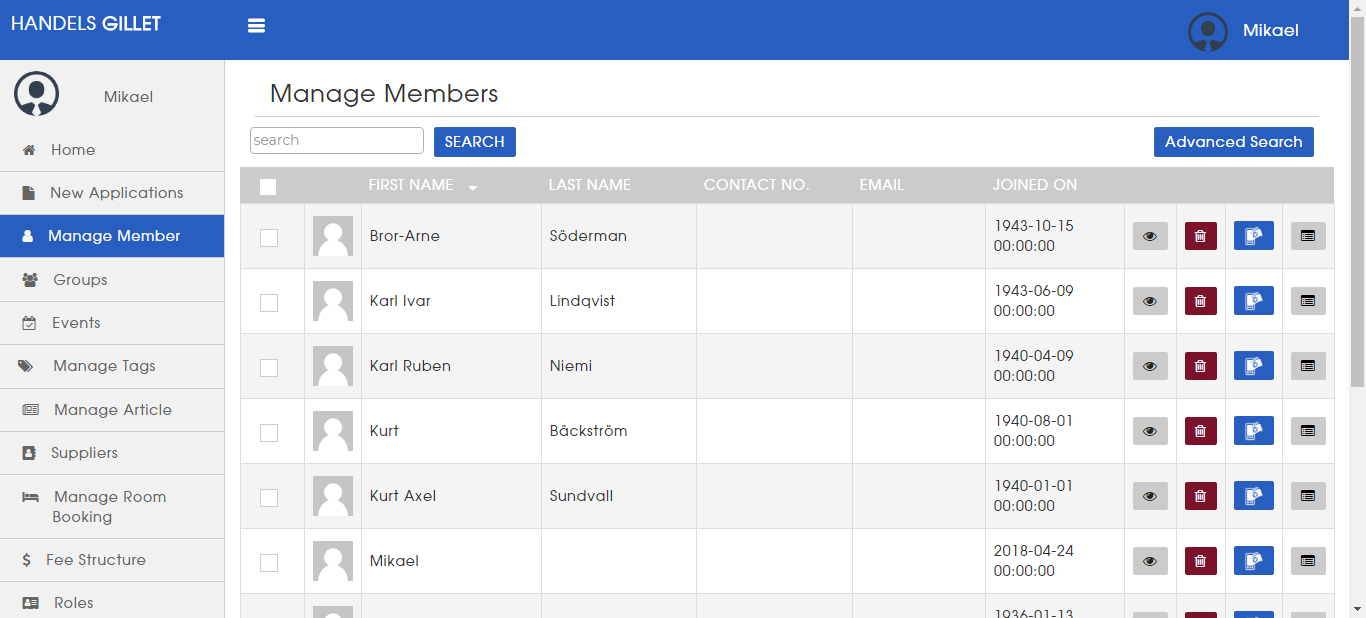 HANDELS GILLET
Mikael
Mikael
Home
New Applications
Manage Member
Groups
Events
Manage Tags
Manage Article
Suppliers
Manage Room
Booking
Fee Structure
Roles
Manage Members
search
SEARCH
Advanced Search
FIRST NAME LAST NAME CONTACT NO. EMAIL JOINED ON
Bror-Arne Söderman 1943-10-15
00:00:00
Karl Ivar Lindqvist 1943-06-09
00:00:00
Karl Ruben Niemi 1940-04-09
00:00:00
Kurt Bäckström 1940-08-01
00:00:00
Kurt Axel Sundvall 1940-01-01
00:00:00
Mikael 2018-04-24
00:00:00
1936-01-13